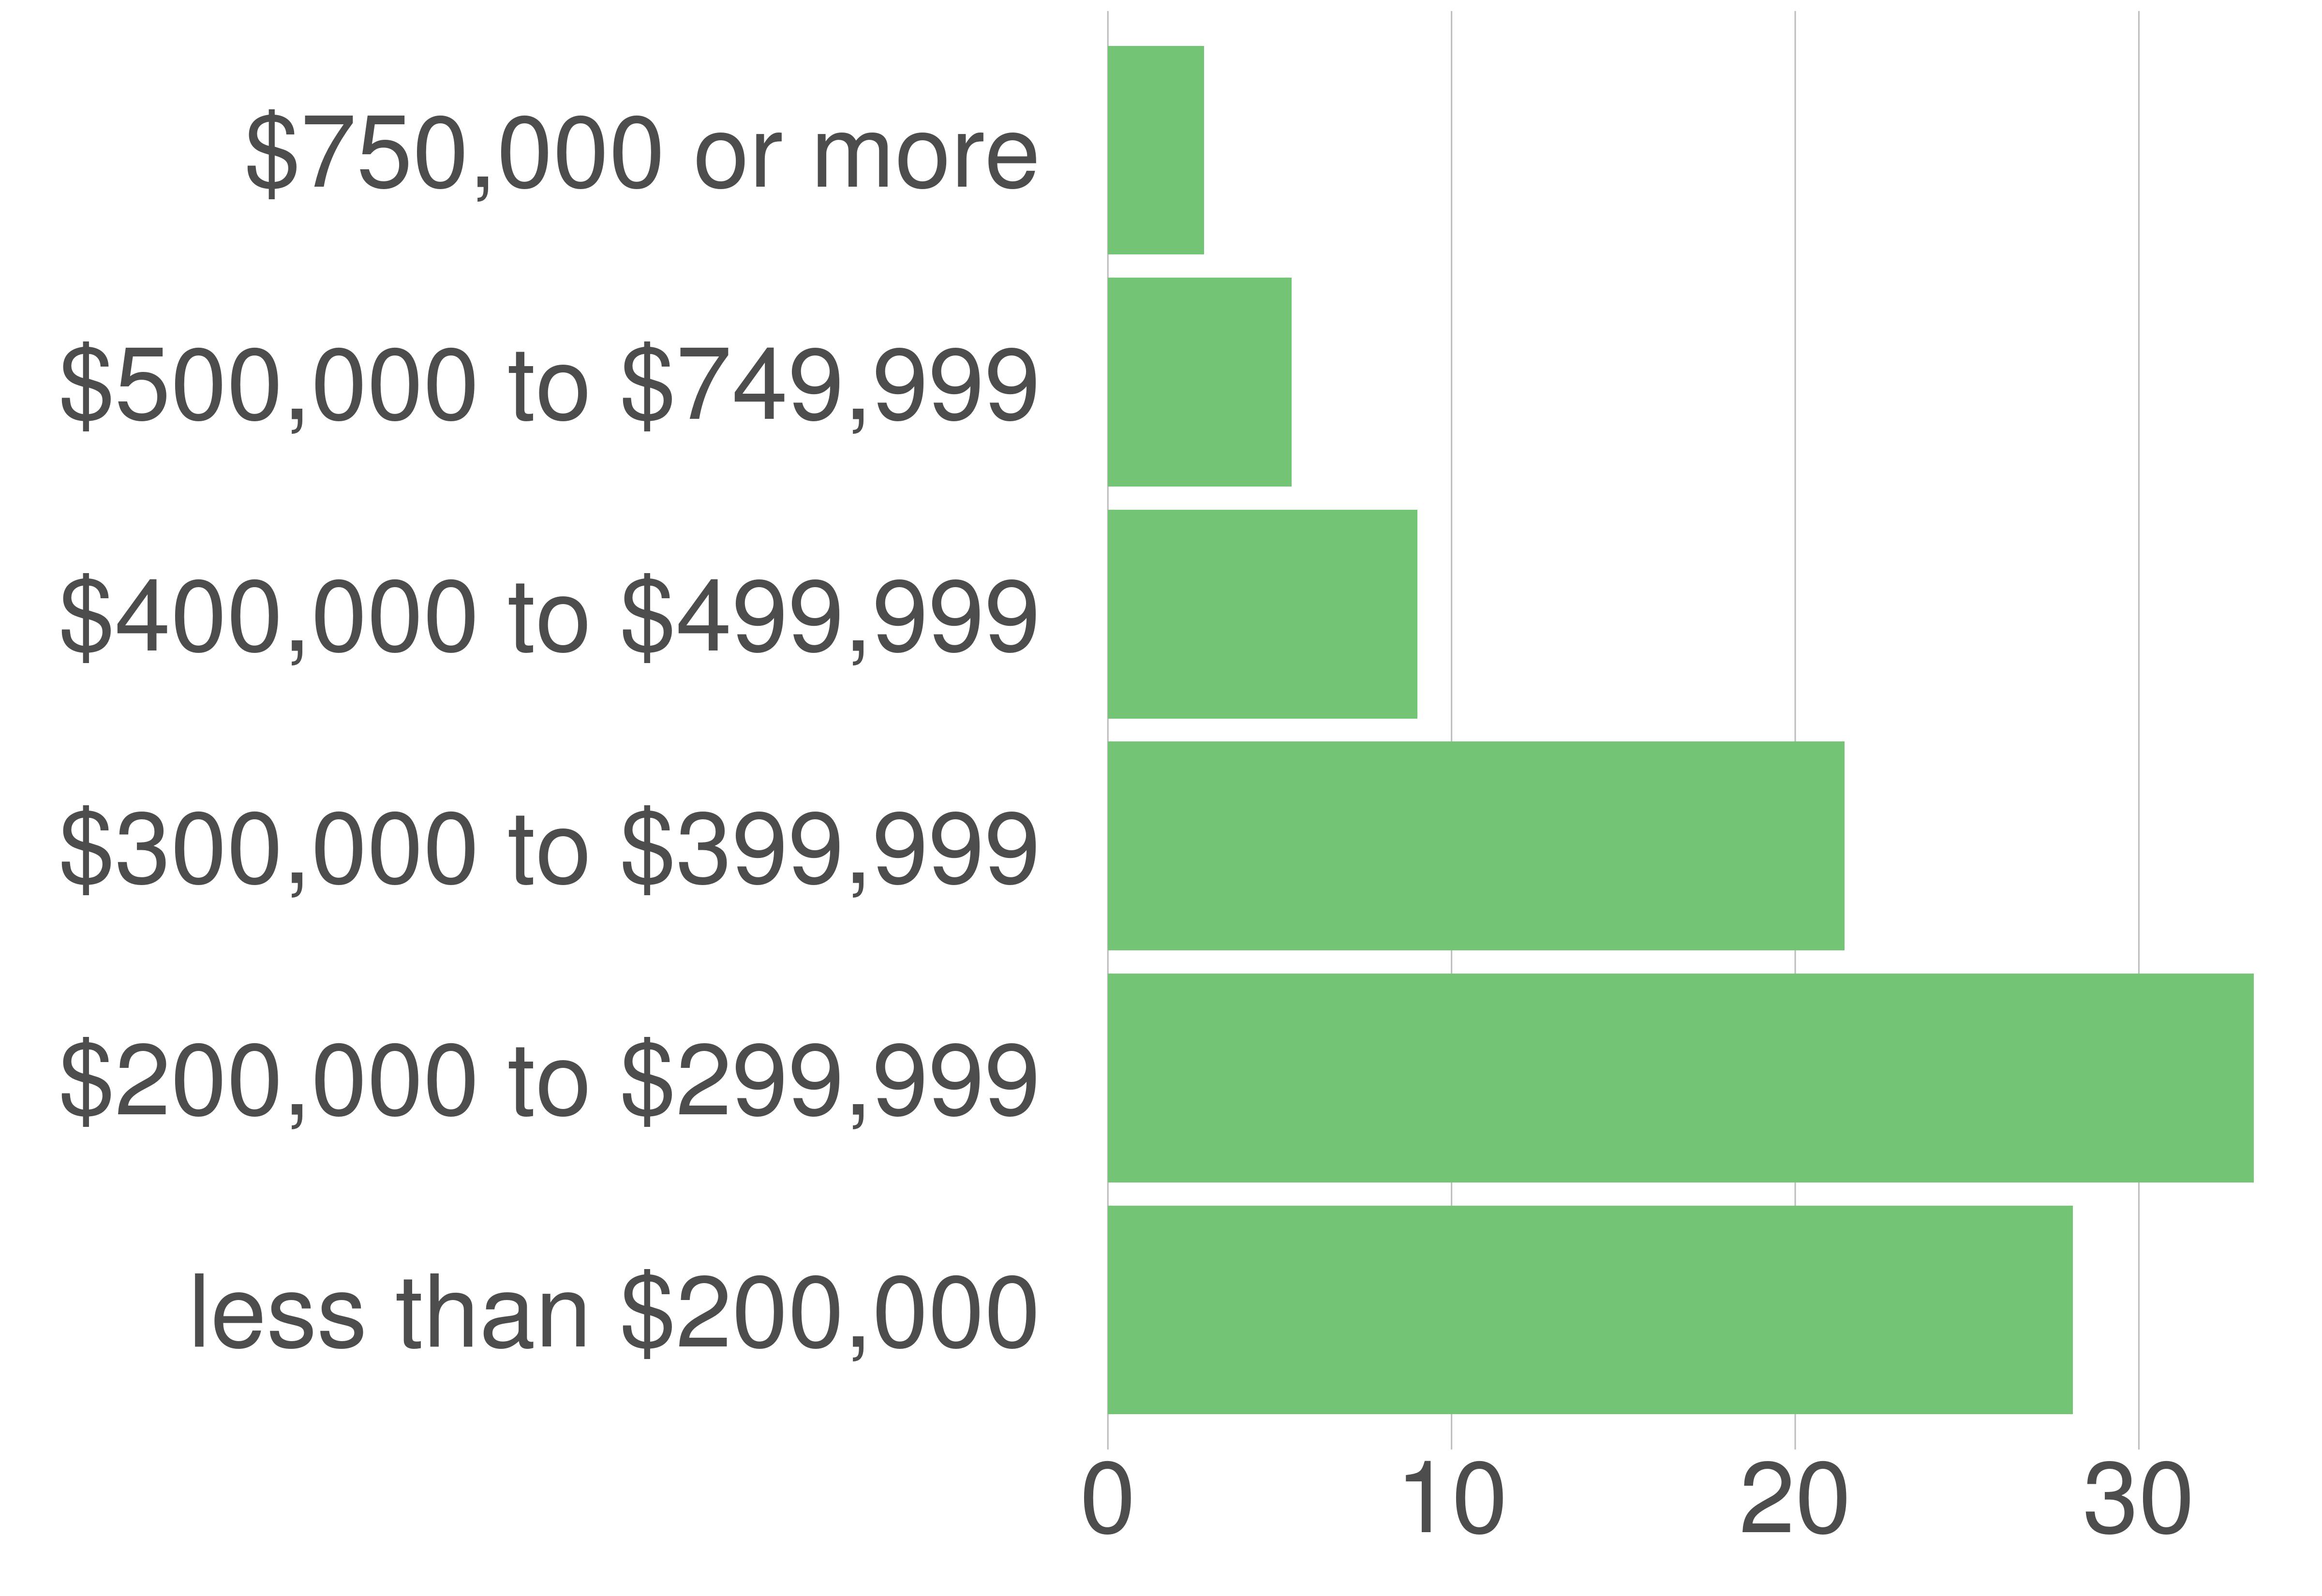 $750,000 or more
$500,000 to $749,999
$400,000 to $499,999
$300,000 to $399,999
$200,000 to $299,999
less than $200,000
0 10 20 30